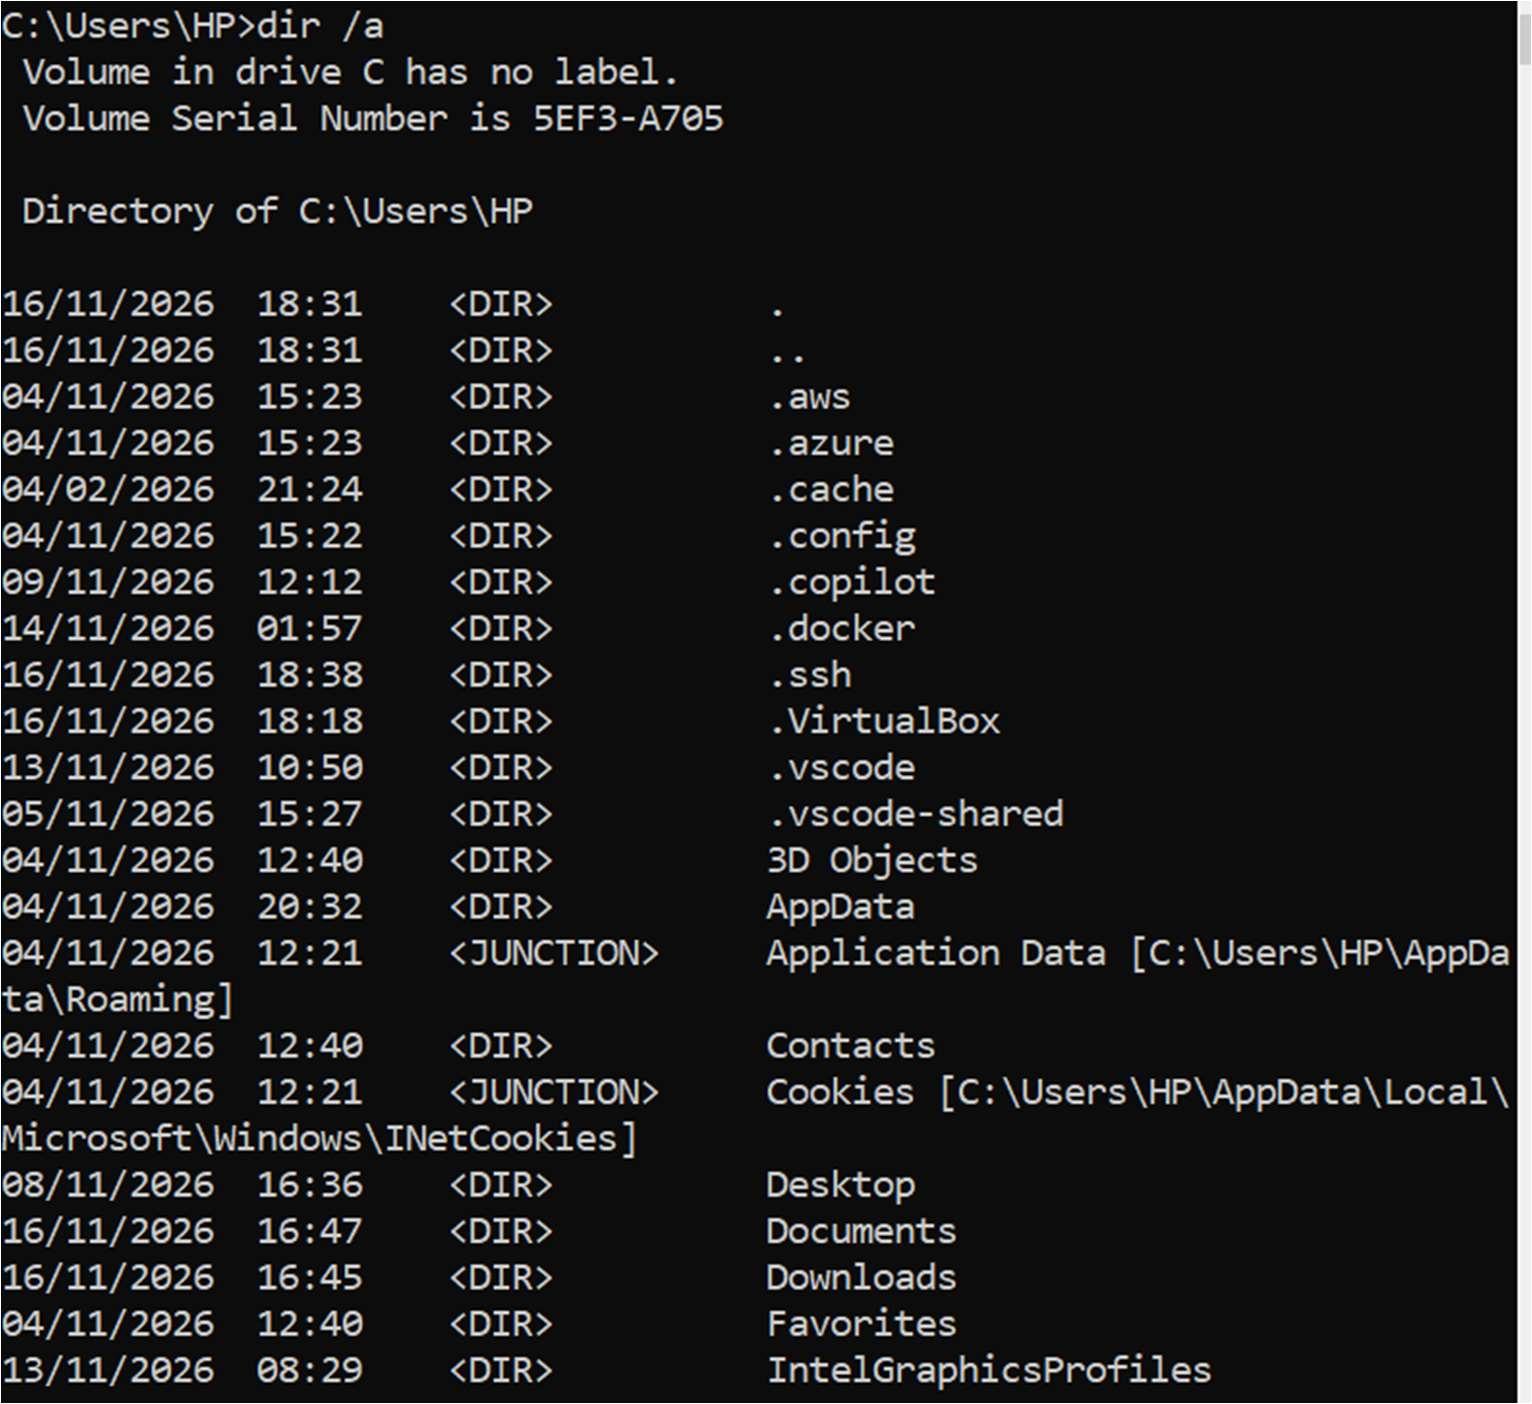 C:\Users\HP>dir /a
 Volume in drive C has no label.
 Volume Serial Number is 5EF3-A705

 Directory of C:\Users\HP

16/11/2026  18:31    <DIR>          .
16/11/2026  18:31    <DIR>          ..
04/11/2026  15:23    <DIR>          .aws
04/11/2026  15:23    <DIR>          .azure
04/02/2026  21:24    <DIR>          .cache
04/11/2026  15:22    <DIR>          .config
09/11/2026  12:12    <DIR>          .copilot
14/11/2026  01:57    <DIR>          .docker
16/11/2026  18:38    <DIR>          .ssh
16/11/2026  18:18    <DIR>          .VirtualBox
13/11/2026  10:50    <DIR>          .vscode
05/11/2026  15:27    <DIR>          .vscode-shared
04/11/2026  12:40    <DIR>          3D Objects
04/11/2026  20:32    <DIR>          AppData
04/11/2026  12:21    <JUNCTION>     Application Data [C:\Users\HP\AppDa
ta\Roaming]
04/11/2026  12:40    <DIR>          Contacts
04/11/2026  12:21    <JUNCTION>     Cookies [C:\Users\HP\AppData\Local\
Microsoft\Windows\INetCookies]
08/11/2026  16:36    <DIR>          Desktop
16/11/2026  16:47    <DIR>          Documents
16/11/2026  16:45    <DIR>          Downloads
04/11/2026  12:40    <DIR>          Favorites
13/11/2026  08:29    <DIR>          IntelGraphicsProfiles